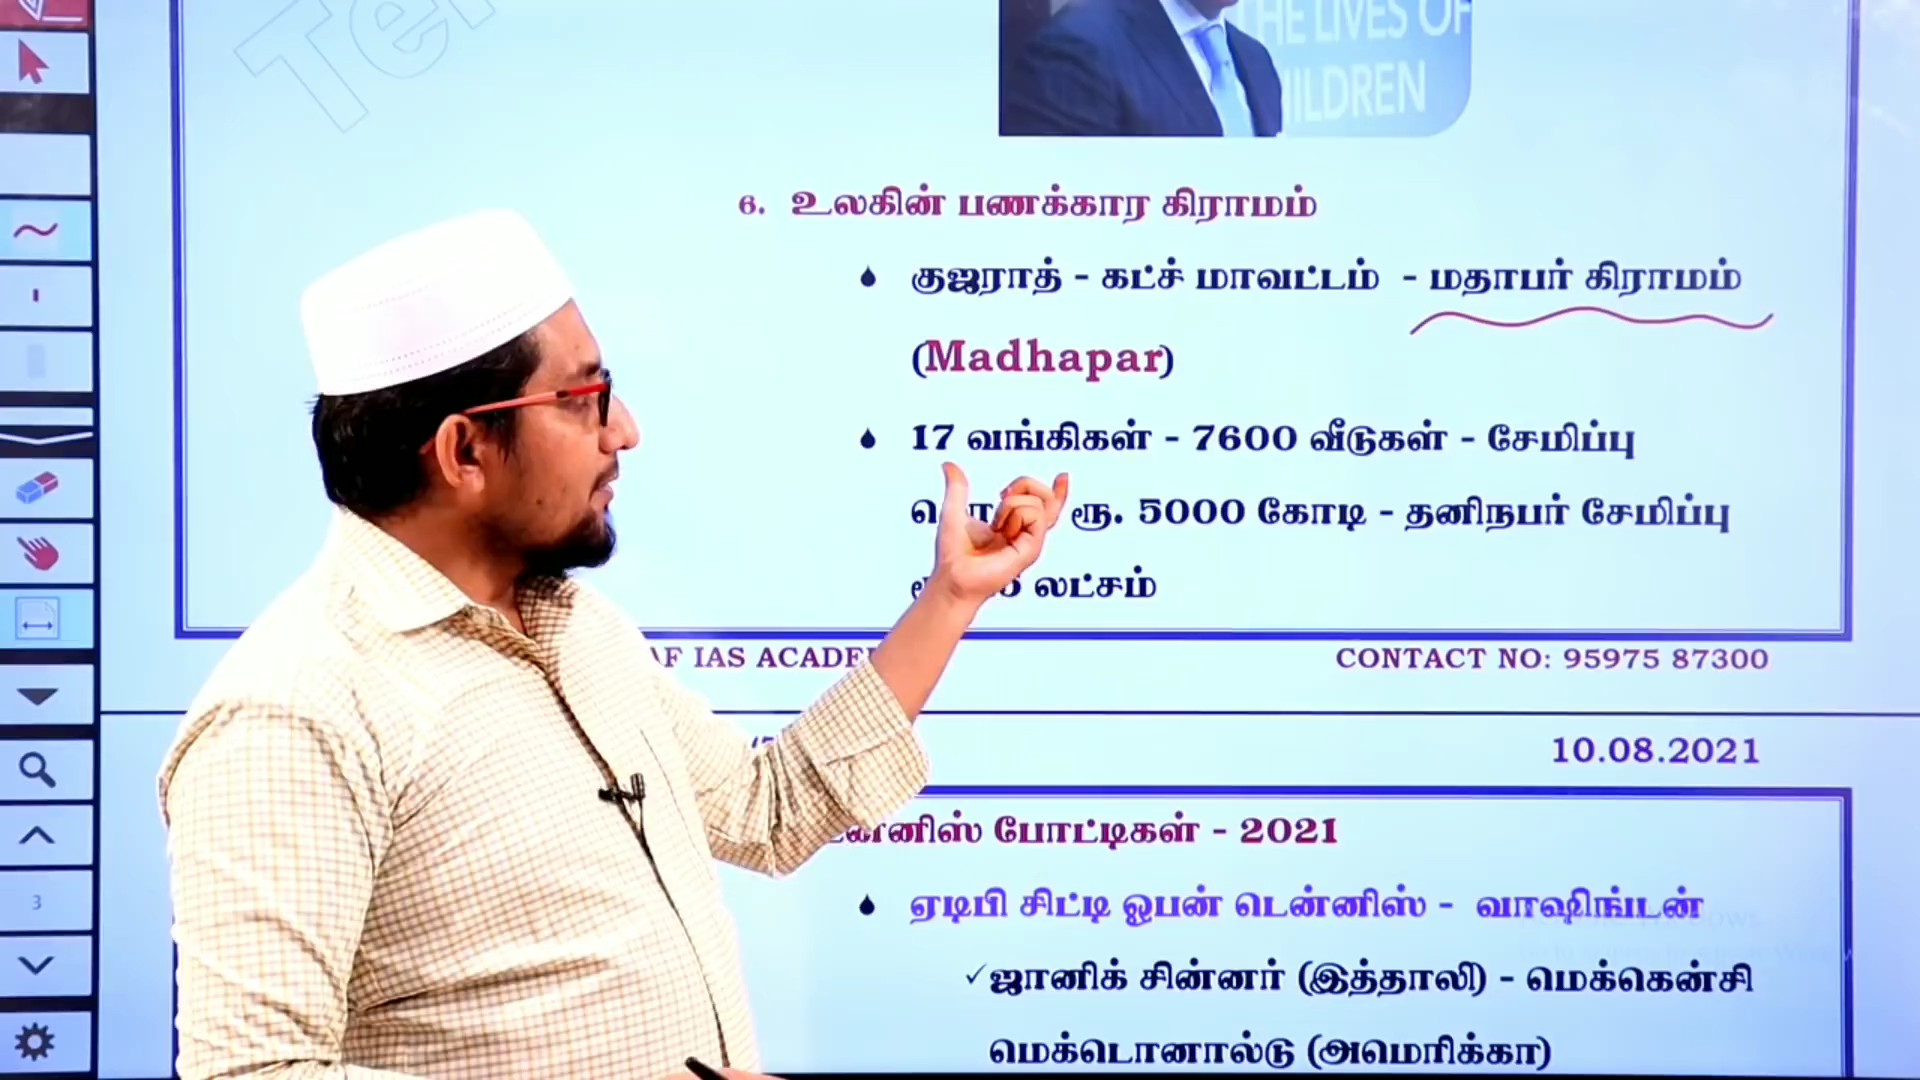 Te
THE LIVES OF
CHILDREN
6. உலகின் பணக்கார கிராமம்
குஜராத் - கட்ச் மாவட்டம் - மதாபர் கிராமம்
(Madhapar)
17 வங்கிகள் - 7600 வீடுகள் - சேமிப்பு
ரூ. 5000 கோடி - தனிநபர் சேமிப்பு
லட்சம்
IAS CONTACT NO: 95975 87300
10.08.2021
போட்டிகள் - 2021
ஏடிபி சிட்டி ஓபன் டென்னிஸ் - வாஷிங்டன்
✓ஜானிக் சின்னர் (இத்தாலி) - மெக்கென்சி
மெக்டொனால்டு (அமெரிக்கா)
3